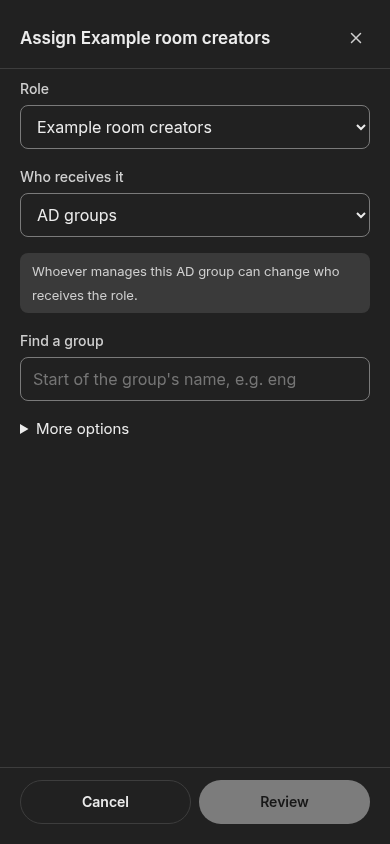 Assign Example room creators
Role
Example room creators
Who receives it
AD groups
Whoever manages this AD group can change who
receives the role.
Find a group
Start of the group's name, e.g. eng
More options
Cancel
Review